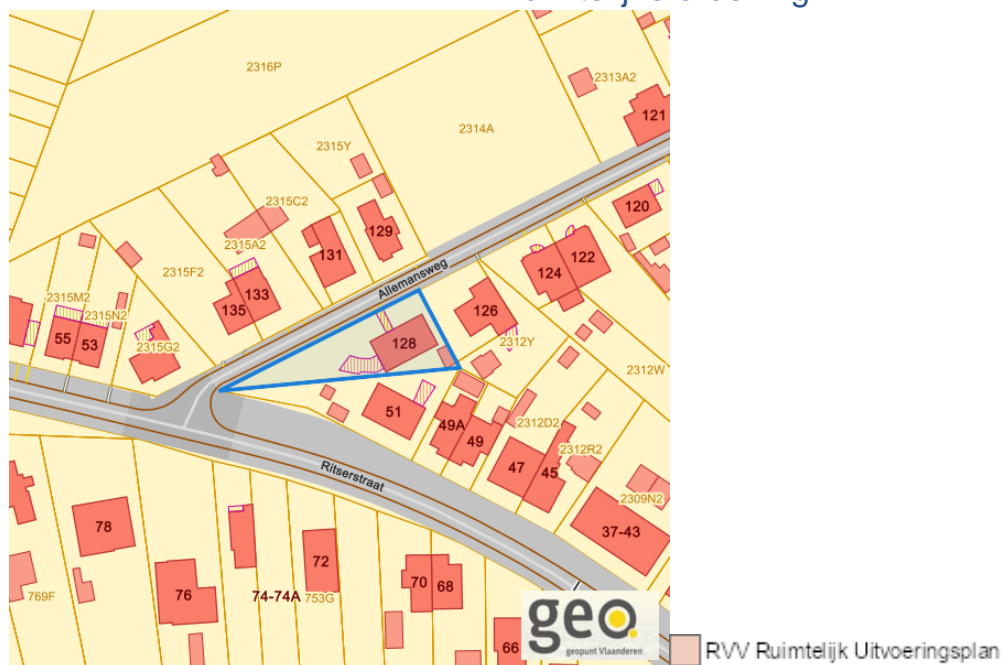 2316P
2313A2
2314A
121
2315Y
2315C2
120
129
2315A2
131
122
124
2315F2
Allemansweg
133
2315M2
135
126
2315N2
128
55
53
2315G2
2312Y
2312W
51
49A
49
2312D2
2312R2
47
45
Ritserstraat
2309N2
78
37-43
72
70
68
769F
76
74-74A
753G
geo
geopunt Vlaanderen
66
RVV Ruimtelijk Uitvoeringsplan